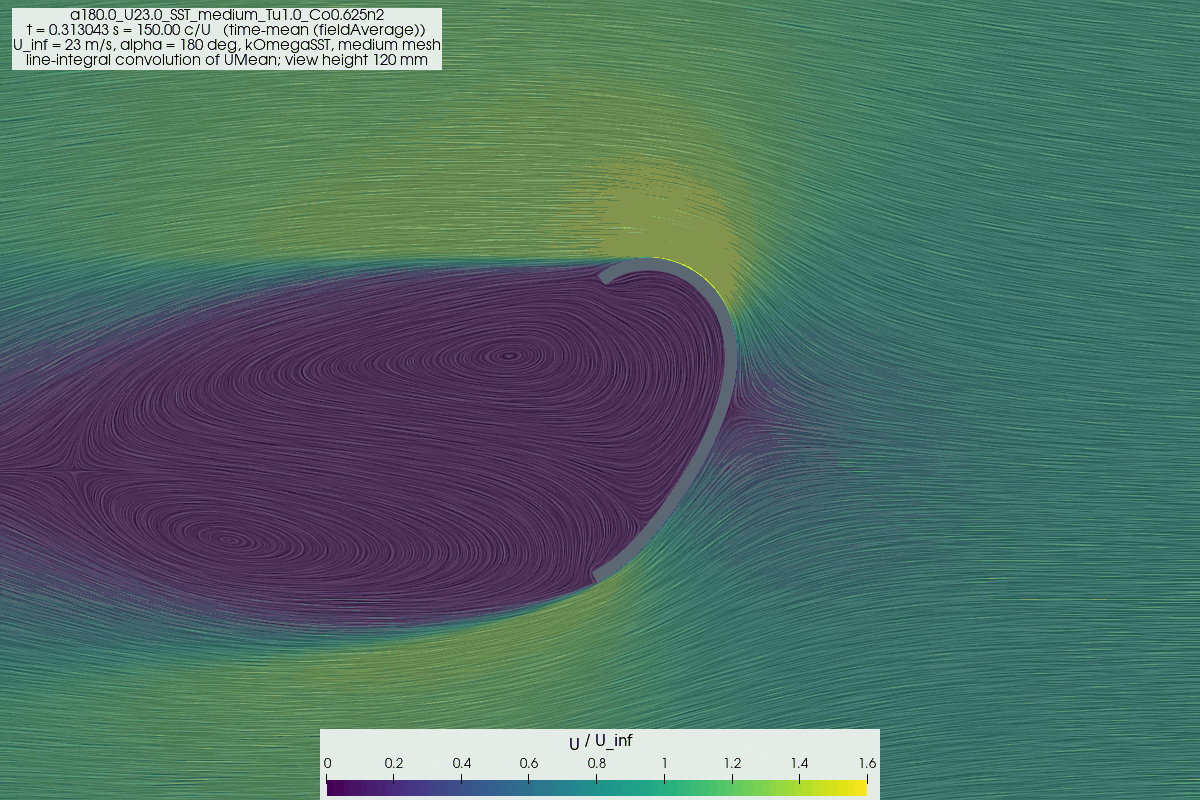 a180.0_U23.0_SST_medium_Tu1.0_Co0.625n2
t = 0.313043 s = 150.00 c/U (time-mean (fieldAverage))
U_inf = 23 m/s, alpha = 180 deg, kOmegaSST, medium mesh
line-integral convolution of UMean; view height 120 mm
U / U_inf
0 0.2 0.4 0.6 0.8 1 1.2 1.4 1.6